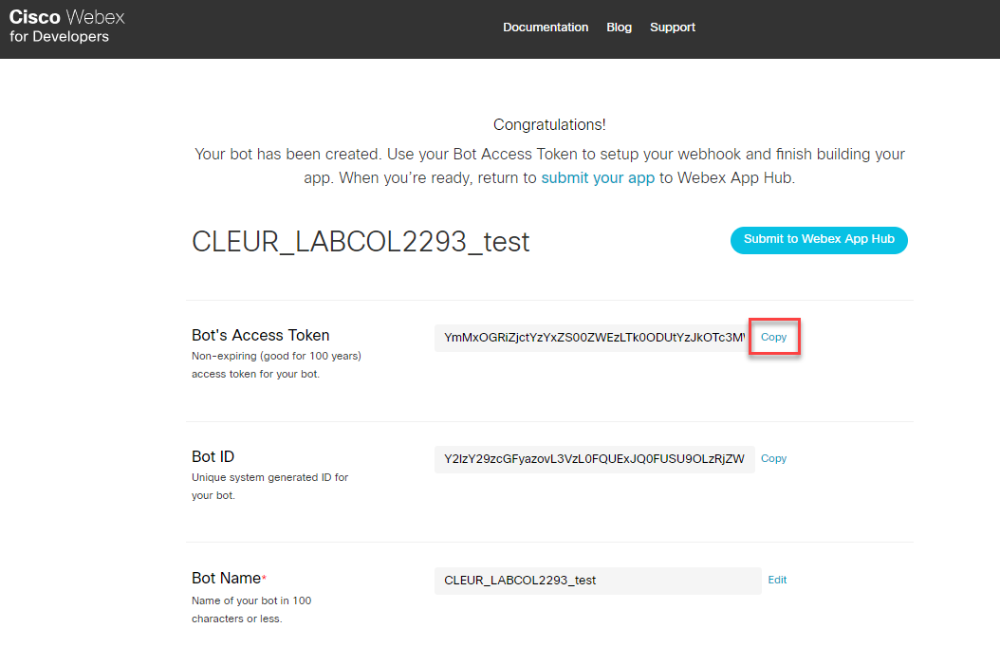 Cisco Webex
for Developers
Documentation Blog Support
Congratulations!
Your bot has been created. Use your Bot Access Token to setup your webhook and finish building your
app. When you're ready, return to submit your app to Webex App Hub.
CLEUR_LABCOL2293_test
Submit to Webex App Hub
Bot's Access Token
YmMxOGRiZjctYzYxZS00ZWEzLTk0ODUtYzJkOTc3M
Copy
Non-expiring (good for 100 years)
access token for your bot.
Bot ID
Y2lzY29zcGFyazovL3VzL0FQUExJQ0FUSU9OLzRjZW
Copy
Unique system generated ID for
your bot.
Bot Name*
CLEUR_LABCOL2293_test
Edit
Name of your bot in 100
characters or less.